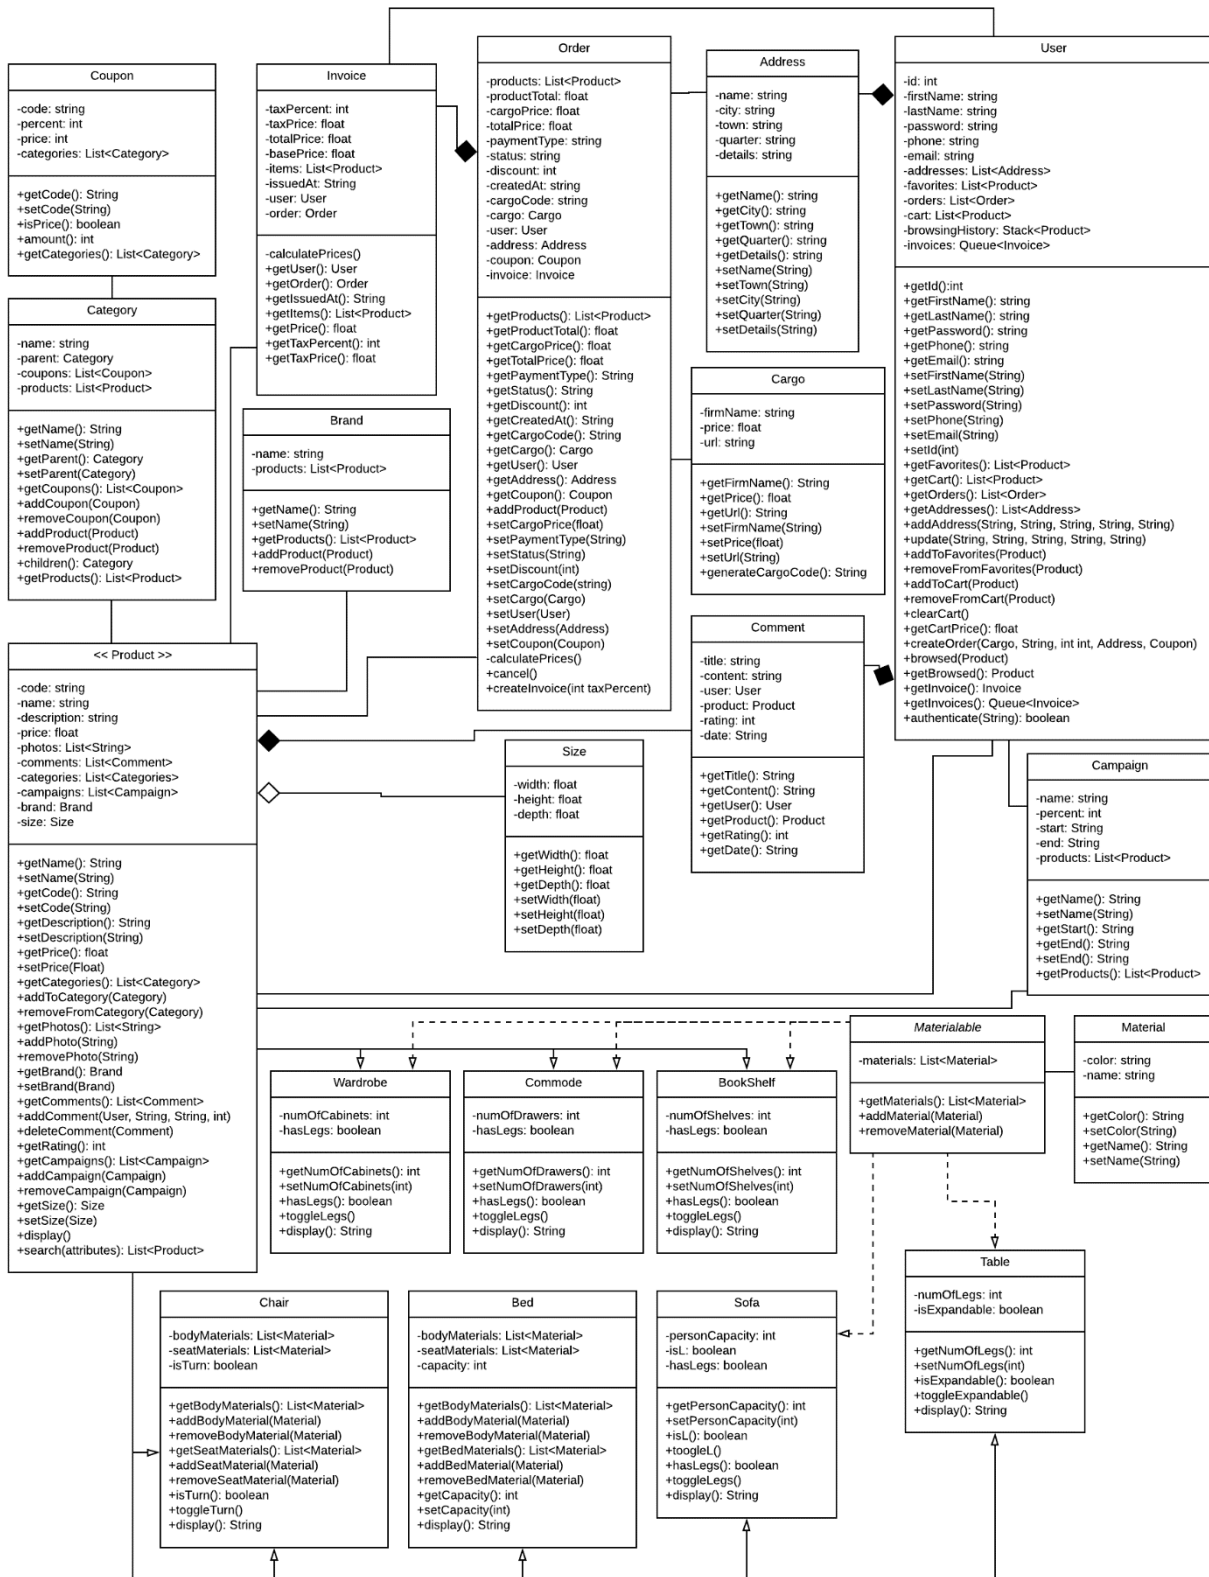 Coupon
-code: string
-percent: int
-price: int
-categories: List<Category>
+getCode(): String
+setCode(String)
+isPrice(): boolean
+amount(): int
+getCategories(): List<Category>
Invoice
-taxPercent: int
-taxPrice: float
-totalPrice: float
-basePrice: float
-items: List<Product>
-issuedAt: String
-user: User
-order: Order
-calculatePrices()
+getUser(): User
+getOrder(): Order
+getIssuedAt(): String
+getItems(): List<Product>
+getPrice(): float
+getTaxPercent(): int
+getTaxPrice(): float
Order
-products: List<Product>
-productTotal: float
-cargoPrice: float
-totalPrice: float
-paymentType: string
-status: string
-discount: int
-createdAt: string
-cargoCode: string
-cargo: Cargo
-user: User
-address: Address
-coupon: Coupon
-invoice: Invoice
+getProducts(): List<Product>
+getProductTotal(): float
+getCargoPrice(): float
+getTotalPrice(): float
+getPaymentType(): String
+getStatus(): String
+getDiscount(): int
+getCreatedAt(): String
+getCargoCode(): String
+getCargo(): Cargo
+getUser(): User
+getAddress(): Address
+getCoupon(): Coupon
+addProduct(Product)
+setCargoPrice(float)
+setPaymentType(String)
+setStatus(String)
+setDiscount(int)
+setCargoCode(string)
+setCargo(Cargo)
+setUser(User)
+setAddress(Address)
+setCoupon(Coupon)
-calculatePrices()
+cancel()
+createInvoice(int taxPercent)
Address
-name: string
-city: string
-town: string
-quarter: string
-details: string
+getName(): string
+getCity(): string
+getTown(): string
+getQuarter(): string
+getDetails(): string
+setName(String)
+setTown(String)
+setCity(String)
+setQuarter(String)
+setDetails(String)
User
-id: int
-firstName: string
-lastName: string
-password: string
-phone: string
-email: string
-addresses: List<Address>
-favorites: List<Product>
-orders: List<Order>
-cart: List<Product>
-browsingHistory: Stack<Product>
-invoices: Queue<Invoice>
+getId():int
+getFirstName(): string
+getLastName(): string
+getPassword(): string
+getPhone(): string
+getEmail(): string
+setFirstName(String)
+setLastName(String)
+setPassword(String)
+setPhone(String)
+setEmail(String)
+setId(int)
+getFavorites(): List<Product>
+getCart(): List<Product>
+getOrders(): List<Order>
+getAddresses(): List<Address>
+addAddress(String, String, String, String, String)
+update(String, String, String, String, String)
+addToFavorites(Product)
+removeFromFavorites(Product)
+addToCart(Product)
+removeFromCart(Product)
+clearCart()
+getCartPrice(): float
+createOrder(Cargo, String, int int, Address, Coupon)
+browsed(Product)
+getBrowsed(): Product
+getInvoice(): Invoice
+getInvoices(): Queue<Invoice>
+authenticate(String): boolean
Category
-name: string
-parent: Category
-coupons: List<Coupon>
-products: List<Product>
+getName(): String
+setName(String)
+getParent(): Category
+setParent(Category)
+getCoupons(): List<Coupon>
+addCoupon(Coupon)
+removeCoupon(Coupon)
+addProduct(Product)
+removeProduct(Product)
+children(): Category
+getProducts(): List<Product>
Brand
-name: string
-products: List<Product>
+getName(): String
+setName(String)
+getProducts(): List<Product>
+addProduct(Product)
+removeProduct(Product)
Cargo
-firmName: string
-price: float
-url: string
+getFirmName(): String
+getPrice(): float
+getUrl(): String
+setFirmName(String)
+setPrice(float)
+setUrl(String)
+generateCargoCode(): String
<< Product >>
-code: string
-name: string
-description: string
-price: float
-photos: List<String>
-comments: List<Comment>
-categories: List<Categories>
-campaigns: List<Campaign>
-brand: Brand
-size: Size
+getName(): String
+setName(String)
+getCode(): String
+setCode(String)
+getDescription(): String
+setDescription(String)
+getPrice(): float
+setPrice(Float)
+getCategories(): List<Category>
+addToCategory(Category)
+removeFromCategory(Category)
+getPhotos(): List<String>
+addPhoto(String)
+removePhoto(String)
+getBrand(): Brand
+setBrand(Brand)
+getComments(): List<Comment>
+addComment(User, String, String, int)
+deleteComment(Comment)
+getRating(): int
+getCampaigns(): List<Campaign>
+addCampaign(Campaign)
+removeCampaign(Campaign)
+getSize(): Size
+setSize(Size)
+display()
+search(attributes): List<Product>
Comment
-title: string
-content: string
-user: User
-product: Product
-rating: int
-date: String
+getTitle(): String
+getContent(): String
+getUser(): User
+getProduct(): Product
+getRating(): int
+getDate(): String
Size
-width: float
-height: float
-depth: float
+getWidth(): float
+getHeight(): float
+getDepth(): float
+setWidth(float)
+setHeight(float)
+setDepth(float)
Campaign
-name: string
-percent: int
-start: String
-end: String
-products: List<Product>
+getName(): String
+setName(String)
+getStart(): String
+getEnd(): String
+setEnd(): String
+getProducts(): List<Product>
Materialable
-materials: List<Material>
+getMaterials(): List<Material>
+addMaterial(Material)
+removeMaterial(Material)
Material
-color: string
-name: string
+getColor(): String
+setColor(String)
+getName(): String
+setName(String)
Wardrobe
-numOfCabinets: int
-hasLegs: boolean
+getNumOfCabinets(): int
+setNumOfCabinets(int)
+hasLegs(): boolean
+toggleLegs()
+display(): String
Commode
-numOfDrawers: int
-hasLegs: boolean
+getNumOfDrawers(): int
+setNumOfDrawers(int)
+hasLegs(): boolean
+toggleLegs()
+display(): String
BookShelf
-numOfShelves: int
-hasLegs: boolean
+getNumOfShelves(): int
+setNumOfShelves(int)
+hasLegs(): boolean
+toggleLegs()
+display(): String
Table
-numOfLegs: int
-isExpandable: boolean
+getNumOfLegs(): int
+setNumOfLegs(int)
+isExpandable(): boolean
+toggleExpandable()
+display(): String
Chair
-bodyMaterials: List<Material>
-seatMaterials: List<Material>
-isTurn: boolean
+getBodyMaterials(): List<Material>
+addBodyMaterial(Material)
+removeBodyMaterial(Material)
+getSeatMaterials(): List<Material>
+addSeatMaterial(Material)
+removeSeatMaterial(Material)
+isTurn(): boolean
+toggleTurn()
+display(): String
Bed
-bodyMaterials: List<Material>
-seatMaterials: List<Material>
-capacity: int
+getBodyMaterials(): List<Material>
+addBodyMaterial(Material)
+removeBodyMaterial(Material)
+getBedMaterials(): List<Material>
+addBedMaterial(Material)
+removeBedMaterial(Material)
+getCapacity(): int
+setCapacity(int)
+display(): String
Sofa
-personCapacity: int
-isL: boolean
-hasLegs: boolean
+getPersonCapacity(): int
+setPersonCapacity(int)
+isL(): boolean
+toogleL()
+hasLegs(): boolean
+toggleLegs()
+display(): String